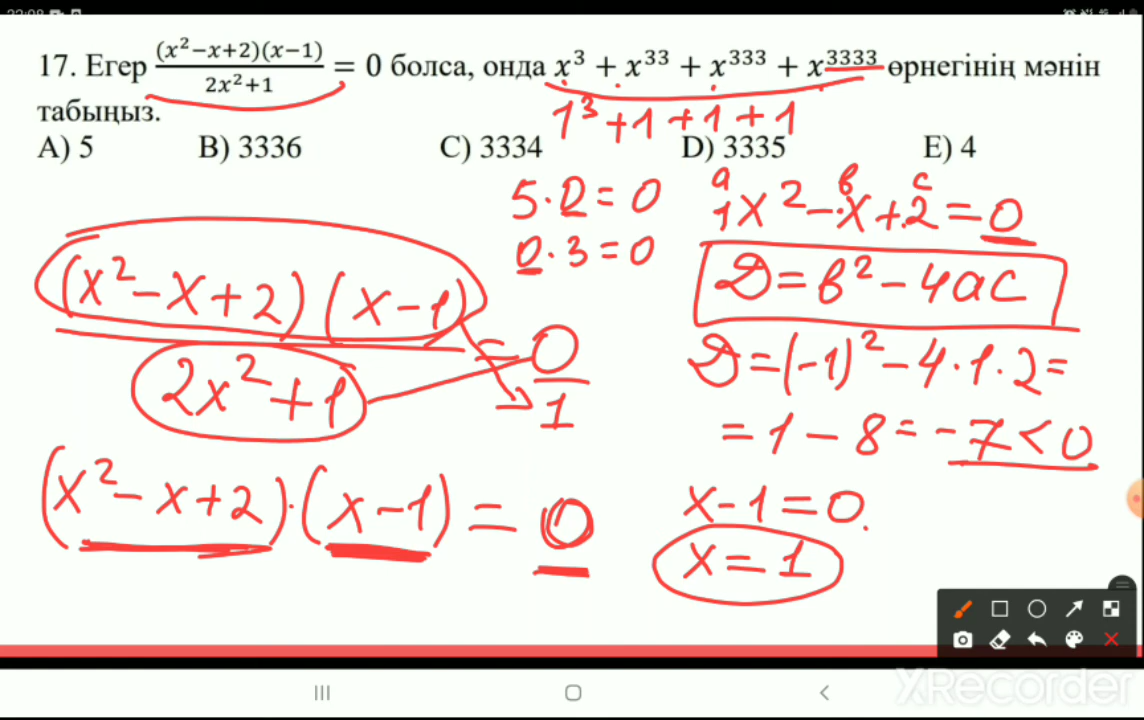 17. Егер (x²−x+2)(x−1)/2x²+1 = 0 болса, онда x³ + x³³ + x³³³ + x³³³³ өрнегінің мәнін
табыңыз.
1³+1+1+1
A) 5 B) 3336 C) 3334 D) 3335 E) 4
5·0=0
0·3=0
a в c
1x²-x+2=0
D=в²-4ac
(x²-x+2)(x-1)/2x²+1=0/1
D=(-1)²-4·1·2=
=1-8=-7<0
(x²-x+2)·(x-1)=0
x-1=0.
x=1
XRecorder